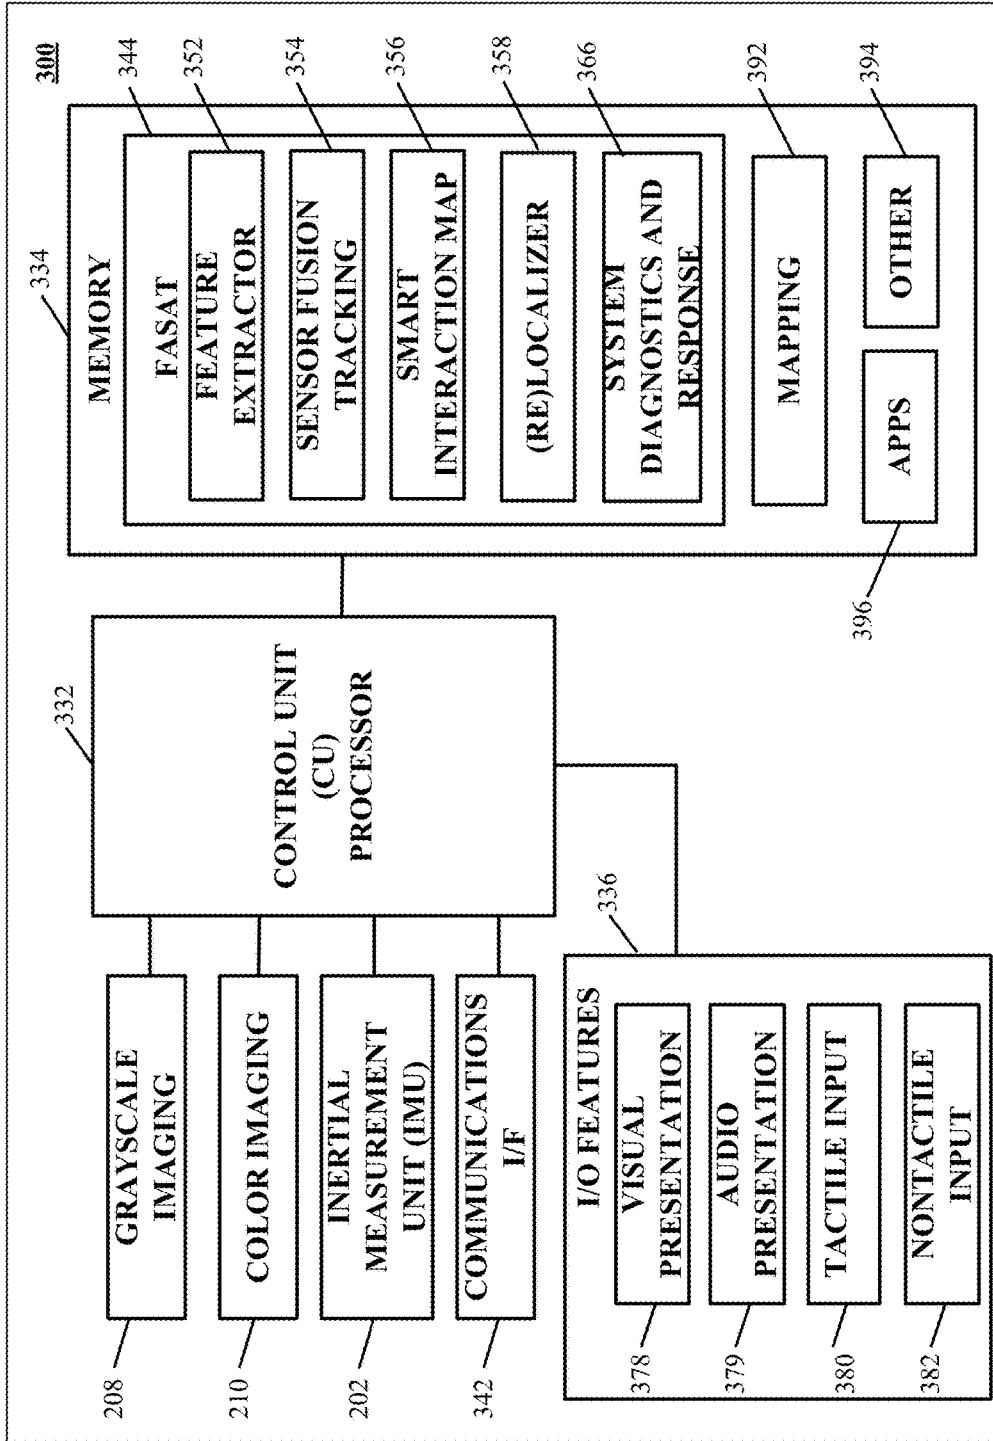 300
208
GRAYSCALE
IMAGING
210
COLOR IMAGING
202
INERTIAL
MEASUREMENT
UNIT (IMU)
342
COMMUNICATIONS
I/F
332
CONTROL UNIT
(CU)
PROCESSOR
334
MEMORY
344
FASAT
352
FEATURE
EXTRACTOR
354
SENSOR FUSION
TRACKING
356
SMART
INTERACTION MAP
358
(RE)LOCALIZER
366
SYSTEM
DIAGNOSTICS AND
RESPONSE
392
MAPPING
396
APPS
394
OTHER
336
I/O FEATURES
378
VISUAL
PRESENTATION
379
AUDIO
PRESENTATION
380
TACTILE INPUT
382
NONTACTILE
INPUT